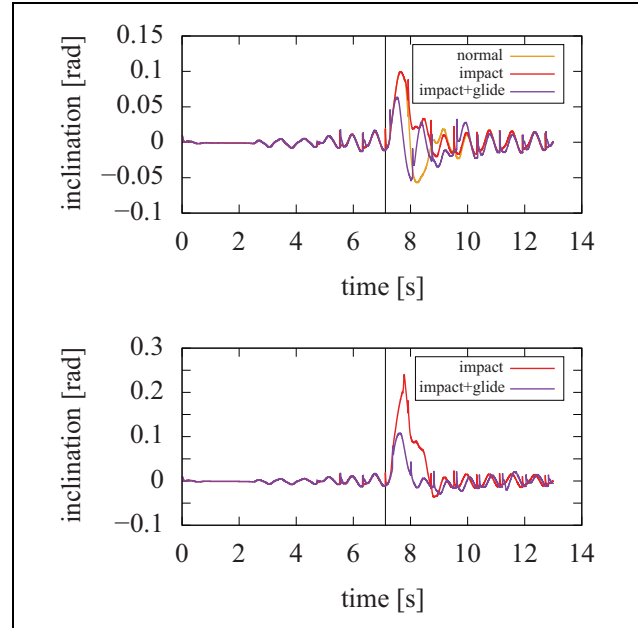 inclination [rad]
0.15
0.1
0.05
0
−0.05
−0.1
normal
impact
impact+glide
0 2 4 6 8 10 12 14
time [s]
inclination [rad]
0.3
0.2
0.1
0
−0.1
impact
impact+glide
0 2 4 6 8 10 12 14
time [s]